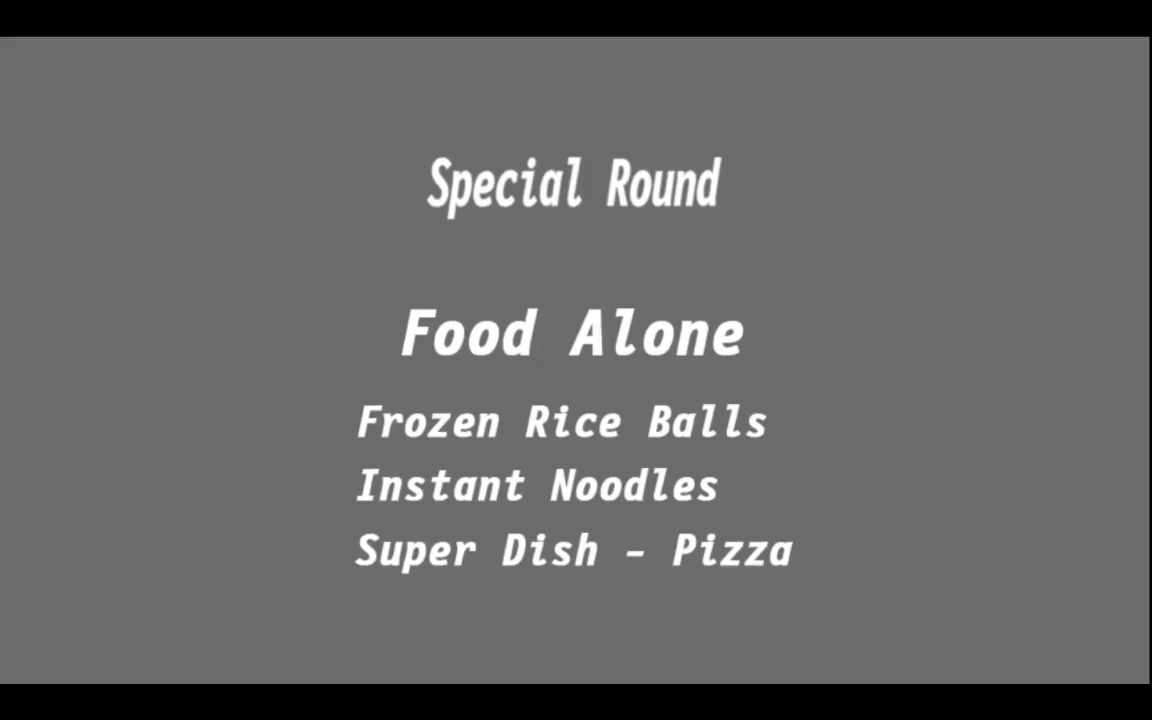 Special Round
Food Alone
Frozen Rice Balls
Instant Noodles
Super Dish - Pizza